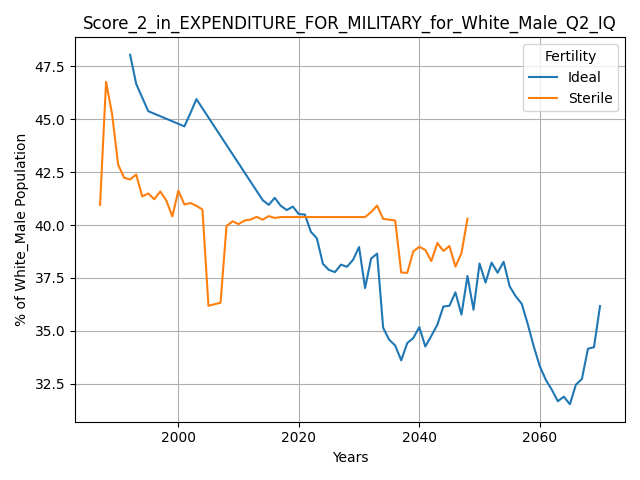 Score_2_in_EXPENDITURE_FOR_MILITARY_for_White_Male_Q2_IQ
Fertility
Ideal
Sterile
% of White_Male Population
47.5
45.0
42.5
40.0
37.5
35.0
32.5
2000
2020
2040
2060
Years